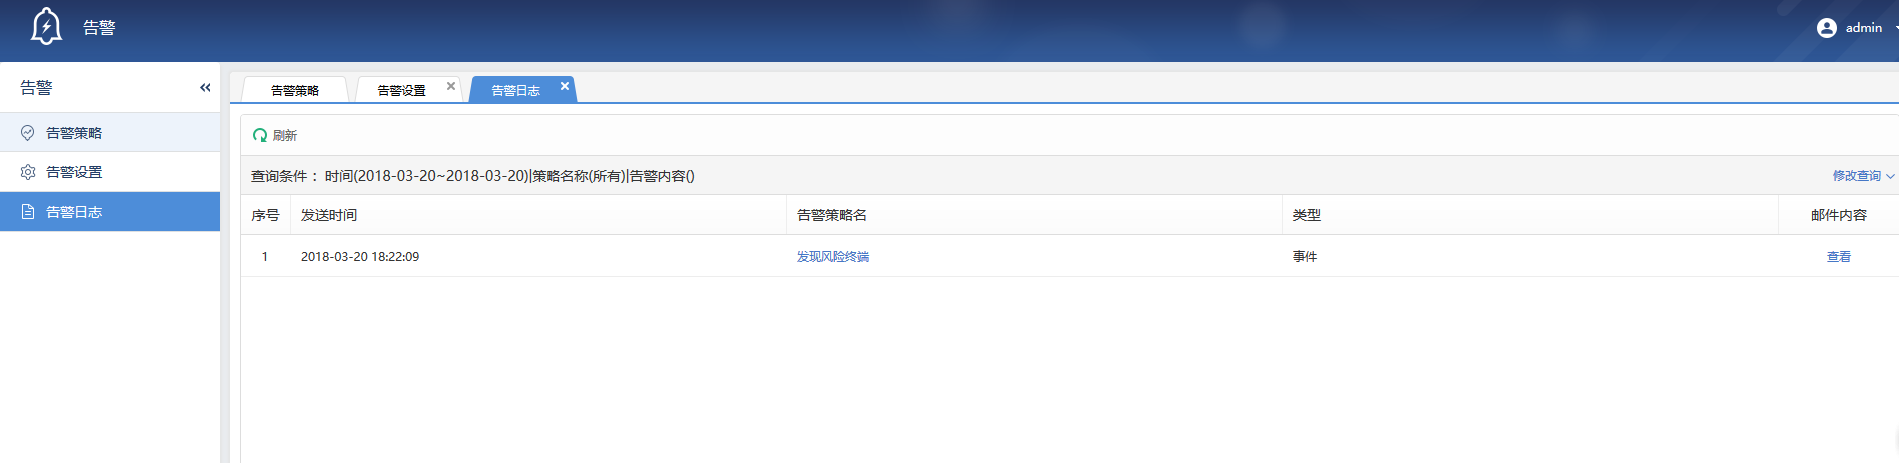 告警
admin
告警
告警策略
告警设置
告警日志
告警策略 告警设置 告警日志
刷新
查询条件： 时间(2018-03-20~2018-03-20)|策略名称(所有)|告警内容() 修改查询
序号 发送时间 告警策略名 类型 邮件内容
1 2018-03-20 18:22:09 发现风险终端 事件 查看